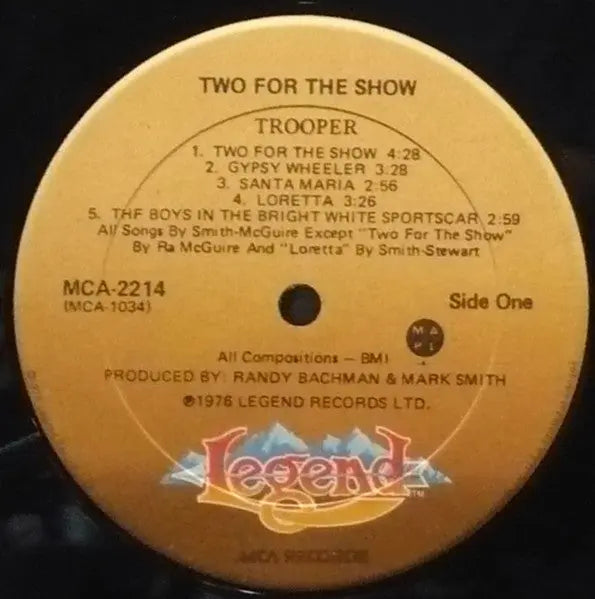 TWO FOR THE SHOW
TROOPER
1. TWO FOR THE SHOW 4:28
2. GYPSY WHEELER 3:28
3. SANTA MARIA 2:56
4. LORETTA 3:26
5. THE BOYS IN THE BRIGHT WHITE SPORTSCAR 2:59
All Songs By Smith-McGuire Except "Two For The Show"
By Ra McGuire And "Loretta" By Smith-Stewart
MCA-2214
(MCA-1034)
Side One
MA
PL
All Compositions – BMI
PRODUCED BY: RANDY BACHMAN & MARK SMITH
℗1976 LEGEND RECORDS LTD.
Legend TM
MCA RECORDS